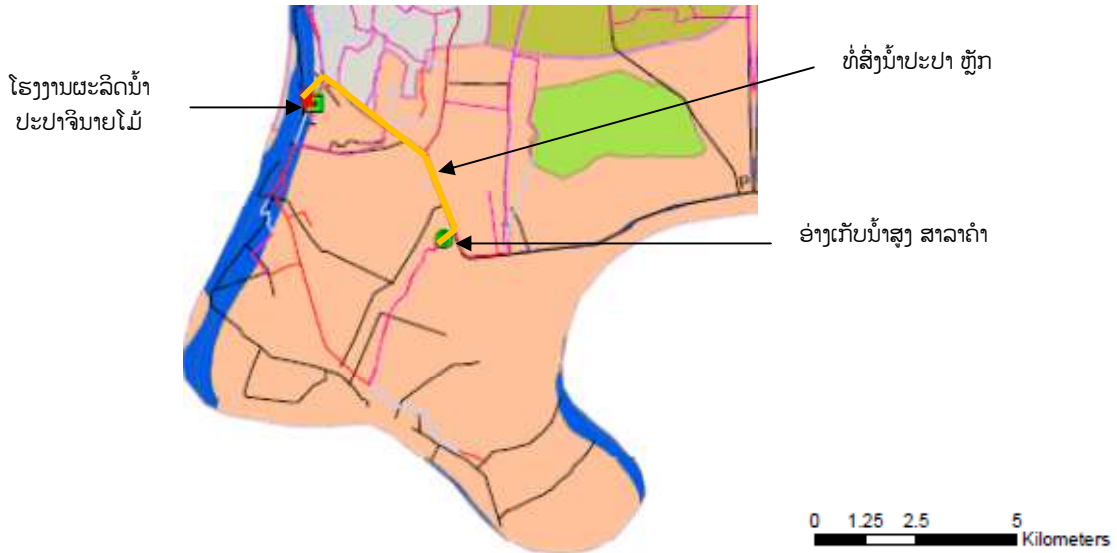 ໂຮງງານຜະລິດນ້ຳ
ປະປາຈິນາຍໂມ້
ທໍ່ສົ່ງນ້ຳປະປາ ຫຼັກ
ອ່າງເກັບນ້ຳສູງ ສາລາຄຳ
P
0 1.25 2.5 5
Kilometers